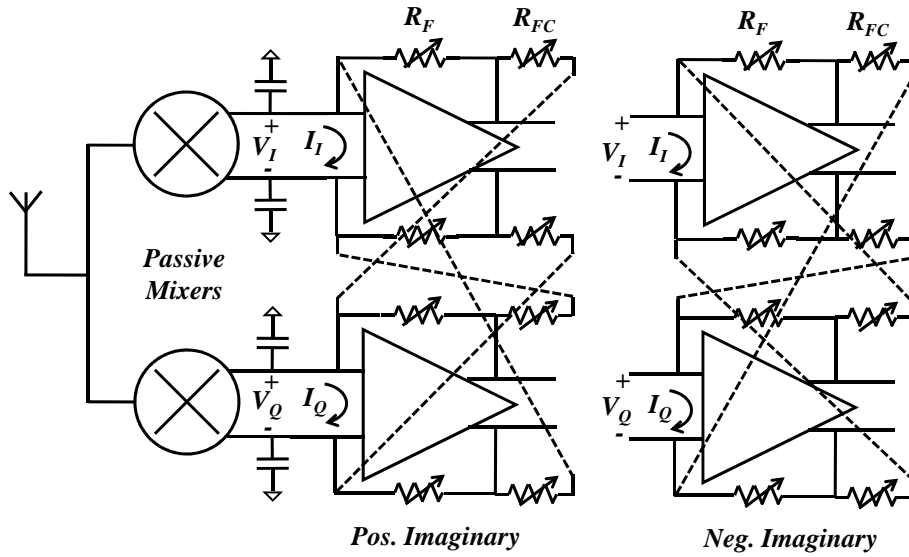 R_F R_FC R_F R_FC
+ V_I - I_I
+ V_I - I_I
Passive
Mixers
+ V_Q - I_Q
+ V_Q - I_Q
Pos. Imaginary
Neg. Imaginary